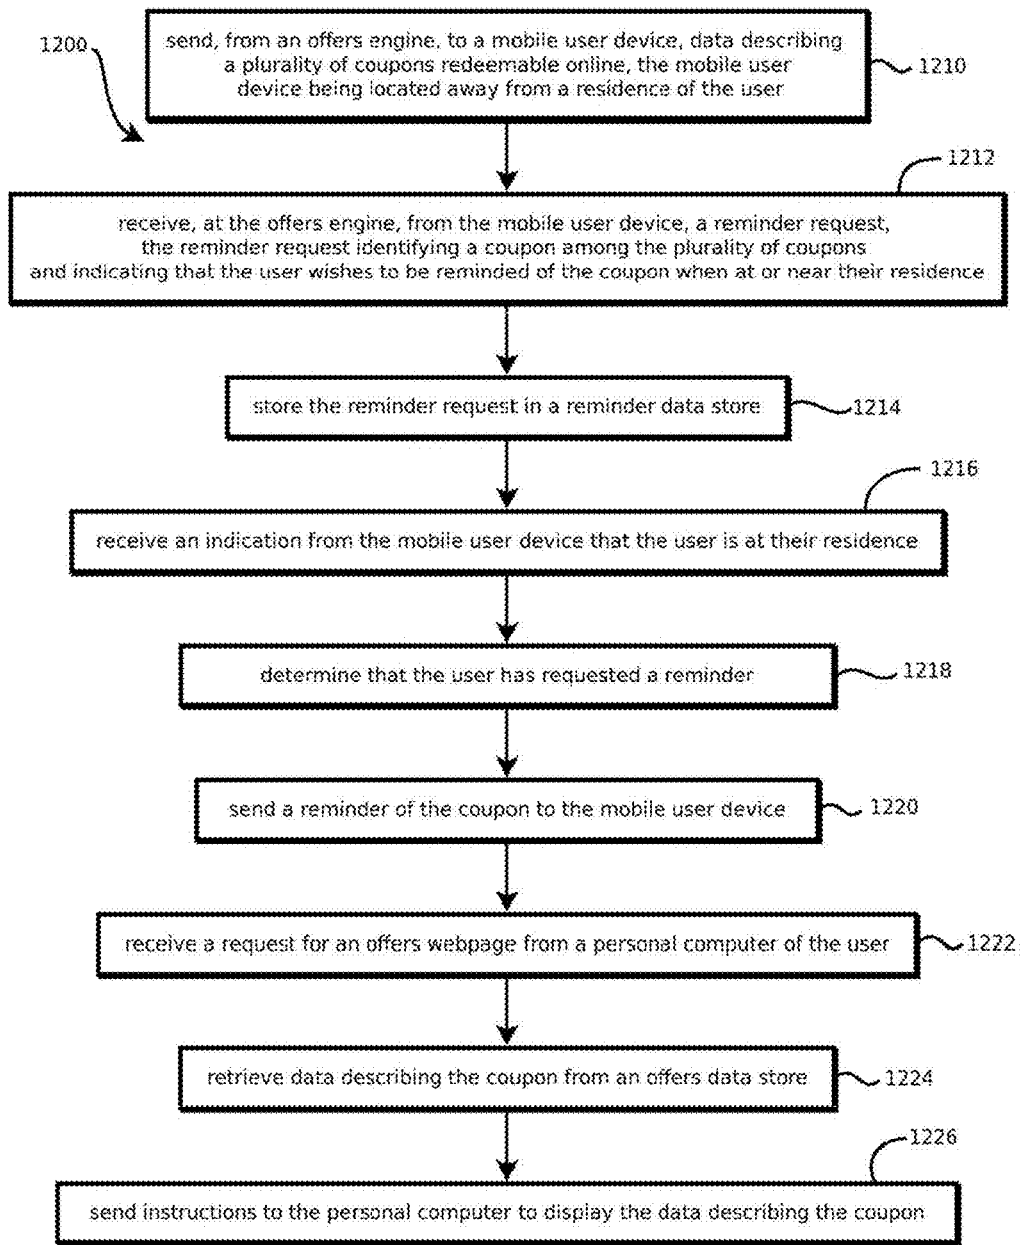 1200
send, from an offers engine, to a mobile user device, data describing
a plurality of coupons redeemable online, the mobile user
device being located away from a residence of the user
1210
1212
receive, at the offers engine, from the mobile user device, a reminder request,
the reminder request identifying a coupon among the plurality of coupons
and indicating that the user wishes to be reminded of the coupon when at or near their residence
store the reminder request in a reminder data store
1214
1216
receive an indication from the mobile user device that the user is at their residence
determine that the user has requested a reminder
1218
send a reminder of the coupon to the mobile user device
1220
receive a request for an offers webpage from a personal computer of the user
1222
retrieve data describing the coupon from an offers data store
1224
1226
send instructions to the personal computer to display the data describing the coupon